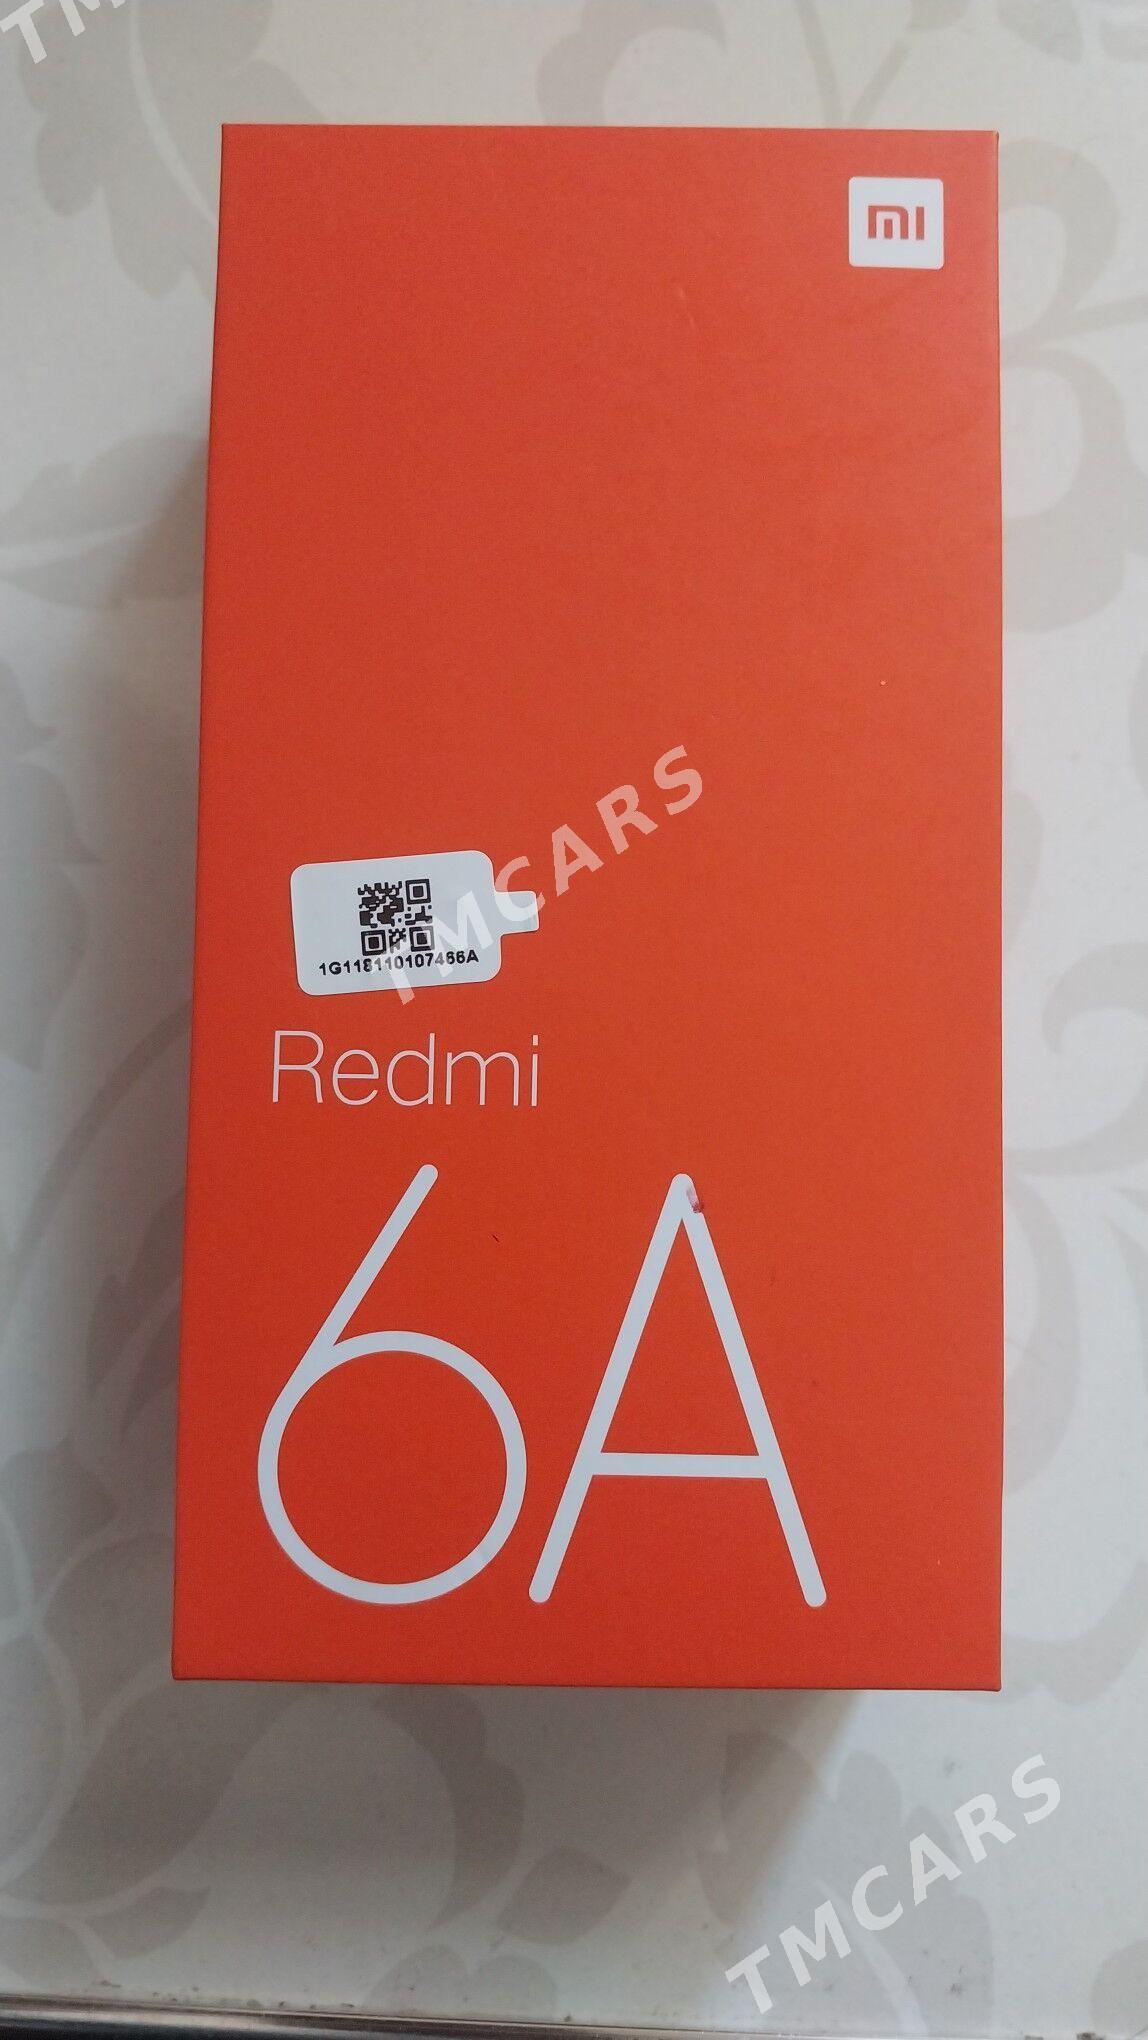 TM
mi
TMCARS
1G118110107466A
Redmi
6A
TMCARS